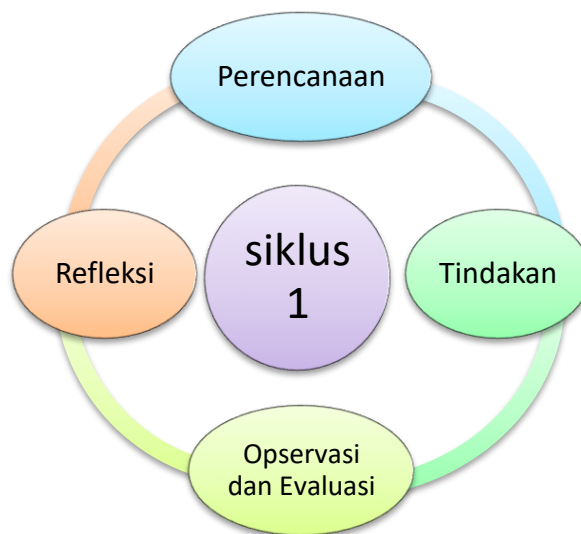 Perencanaan
siklus
1
Refleksi
Tindakan
Opservasi
dan Evaluasi